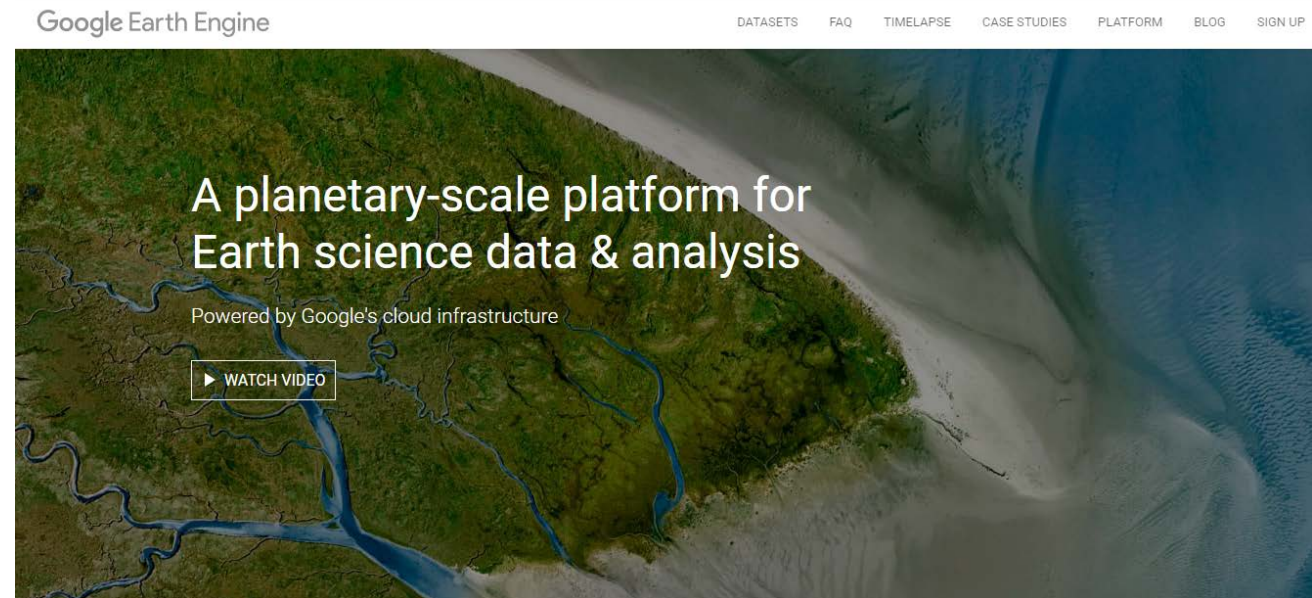 Google Earth Engine
DATASETS FAQ TIMELAPSE CASE STUDIES PLATFORM BLOG SIGN UP
A planetary-scale platform for
Earth science data & analysis
Powered by Google's cloud infrastructure
WATCH VIDEO